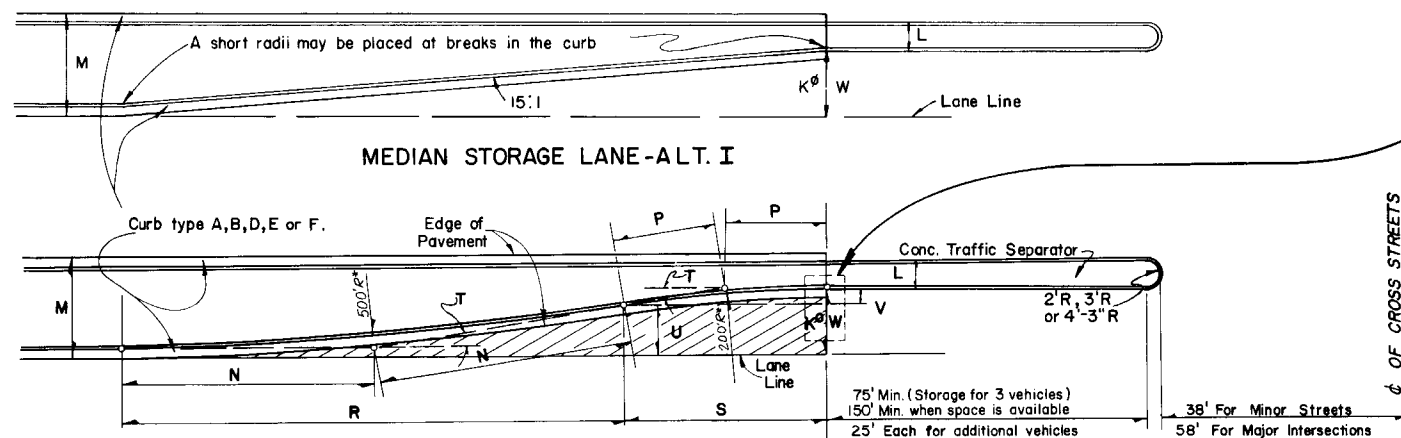 A short radii may be placed at breaks in the curb
M
L
K⌀ W
15:1
Lane Line
MEDIAN STORAGE LANE-ALT. I
Curb type A,B,D,E or F.
Edge of
Pavement
P
P
Conc. Traffic Separator
L
T
M
500'R*
T
V
2'R, 3'R
or 4'-3"R
U
200'R*
K⌀ W
N
Lane
Line
N
R
S
75' Min. (Storage for 3 vehicles)
150' Min. when space is available
25' Each for additional vehicles
38' For Minor Streets
58' For Major Intersections
℄ OF CROSS STREETS